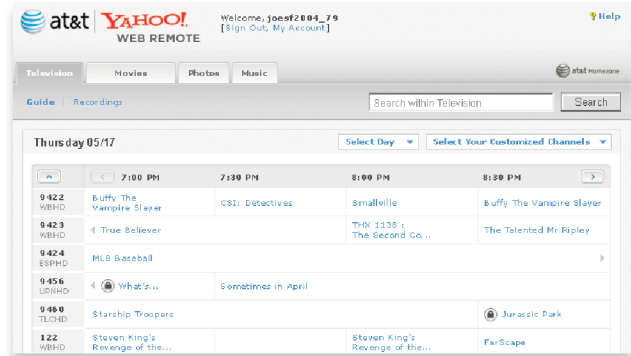 at&t YAHOO!
WEB REMOTE
Welcome, joesf2004_79
[Sign Out, My Account]
Help
Television Movies Photos Music
at&t Homezone
Guide | Recordings
Search within Television Search
Thursday 05/17
Select Day Select Your Customized Channels
7:00 PM 7:30 PM 8:00 PM 8:30 PM
9422 WBHD
Buffy The
Vampire Slayer
CSI: Detectives
Smallville
Buffy The Vampire Slayer
9423 WBHD
True Believer
THX 1138 :
The Second Co...
The Talented Mr Ripley
9424 ESPHD
MLB Baseball
9456 UPNHD
What's...
Sometimes in April
9460 TLCHD
Starship Troopers
Jurassic Park
122 WBHD
Steven King's
Revenge of the...
Steven King's
Revenge of the...
FarScape